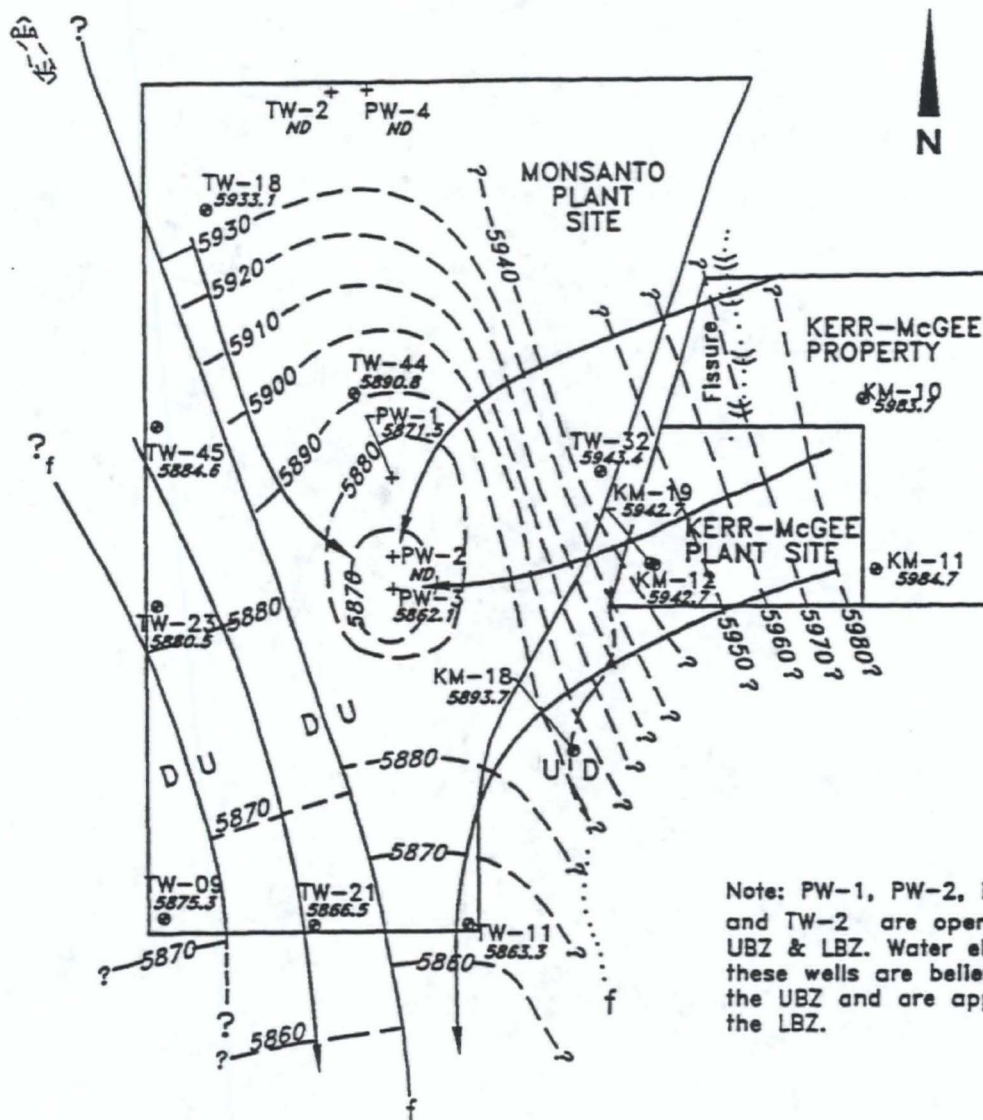 ?
?
N
TW-2
ND
PW-4
ND
MONSANTO
PLANT
SITE
TW-18
5933.1
5930
5920
5910
5900
5890
5880
5870
5940
?
?
?
?
Fissure
KERR-McGEE
PROPERTY
KM-10
5983.7
TW-44
5890.8
PW-1
5871.5
TW-45
5884.6
?
f
TW-32
5943.4
KM-19
5942.7
KERR-McGEE
PLANT SITE
KM-12
5942.7
KM-11
5984.7
PW-2
ND
PW-3
5862.1
TW-23
5880.5
5880
5950 ?
5960 ?
5970 ?
5980?
?
?
?
?
?
?
KM-18
5893.7
D U
D U
U D
5880
5870
5870
?
TW-09
5875.3
TW-21
5866.5
TW-11
5863.3
?
5870
5860
?
?
5860
?
f
f
Note: PW-1, PW-2,
and TW-2 are
UBZ & LBZ. Water
these wells are
the UBZ and are
the LBZ.